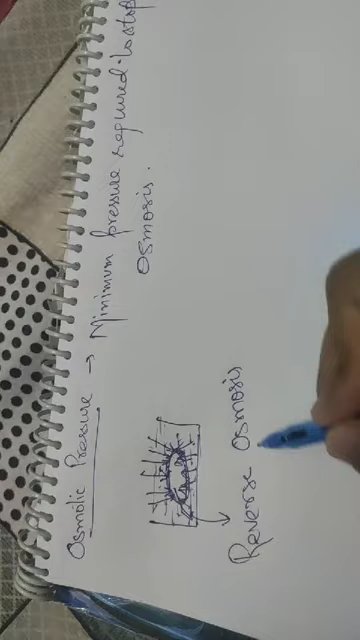 Osmotic Pressure → Minimum pressure required to stop
Osmosis.
Reverse Osmosis